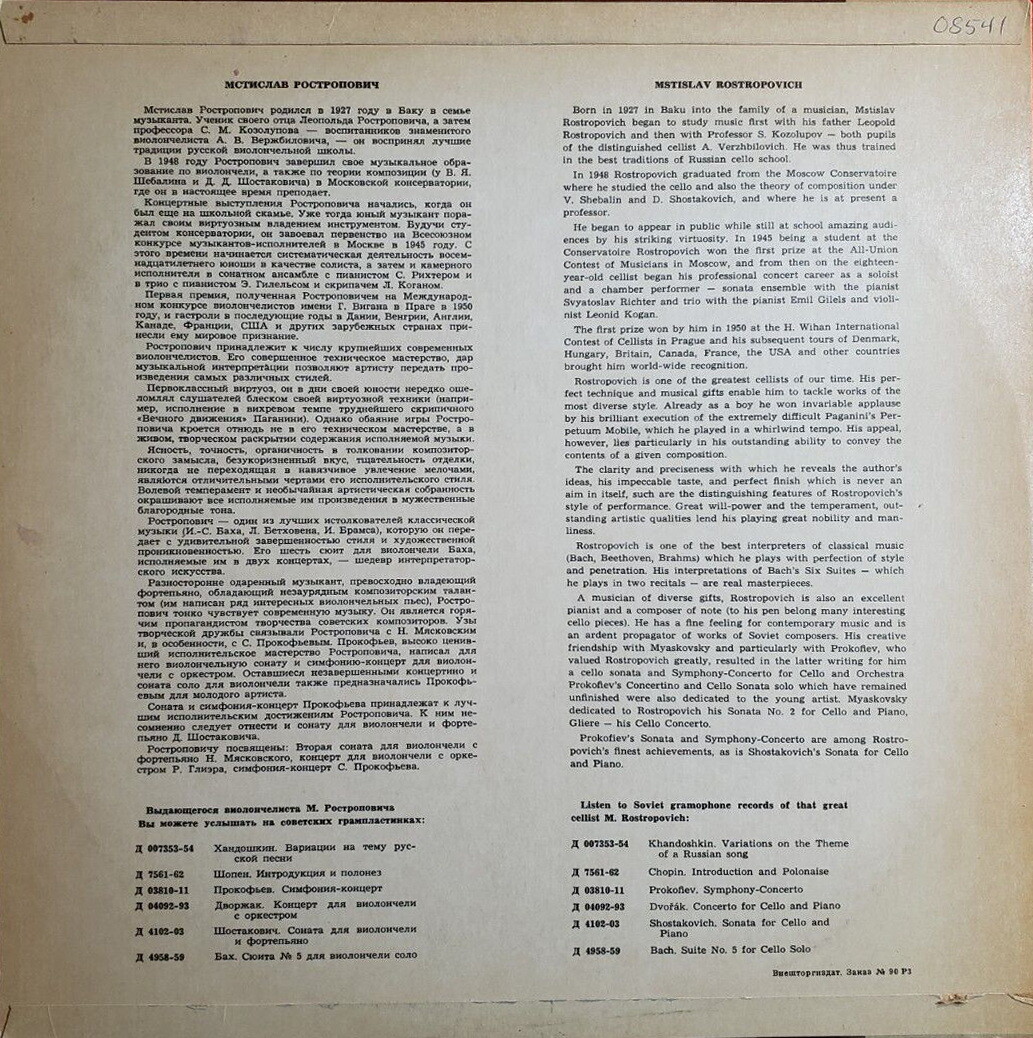 08541
МСТИСЛАВ РОСТРОПОВИЧ
Мстислав Ростропович родился в 1927 году в Баку в семье
музыканта. Ученик своего отца Леопольда Ростроповича, а затем
профессора С. М. Козолупова — воспитанников знаменитого
виолончелиста А. В. Вержбиловича, — он воспринял лучшие
традиции русской виолончельной школы.
В 1948 году Ростропович завершил свое музыкальное обра-
зование по виолончели, а также по теории композиции (у В. Я.
Шебалина и Д. Д. Шостаковича) в Московской консерватории,
где он в настоящее время преподает.
Концертные выступления Ростроповича начались, когда он
был еще на школьной скамье. Уже тогда юный музыкант пора-
жал своим виртуозным владением инструментом. Будучи сту-
дентом консерватории, он завоевал первенство на Всесоюзном
конкурсе музыкантов-исполнителей в Москве в 1945 году. С
этого времени начинается систематическая деятельность восем-
надцатилетнего юноши в качестве солиста, а затем и камерного
исполнителя в сонатном ансамбле с пианистом С. Рихтером и
в трио с пианистом Э. Гилельсом и скрипачем Л. Коганом.
Первая премия, полученная Ростроповичем на Международ-
ном конкурсе виолончелистов имени Г. Вигана в Праге в 1950
году, и гастроли в последующие годы в Дании, Венгрии, Англии,
Канаде, Франции, США и других зарубежных странах при-
несли ему мировое признание.
Ростропович принадлежит к числу крупнейших современных
виолончелистов. Его совершенное техническое мастерство, дар
музыкальной интерпретации позволяют артисту передать про-
изведения самых различных стилей.
Первоклассный виртуоз, он в дни своей юности нередко оше-
ломлял слушателей блеском своей виртуозной техники (напри-
мер, исполнение в вихревом темпе труднейшего скрипичного
«Вечного движения» Паганини). Однако обаяние игры Ростро-
повича кроется отнюдь не в его техническом мастерстве, а в
живом, творческом раскрытии содержания исполняемой музыки.
Ясность, точность, органичность в толковании композитор-
ского замысла, безукоризненный вкус, тщательность отделки,
никогда не переходящая в навязчивое увлечение мелочами,
являются отличительными чертами его исполнительского стиля.
Волевой темперамент и необычайная артистическая собранность
окрашивают все исполняемые им произведения в мужественные
благородные тона.
Ростропович — один из лучших истолкователей классической
музыки (И.-С. Баха, Л. Бетховена, И. Брамса), которую он пере-
дает с удивительной завершенностью стиля и художественной
проникновенностью. Его шесть сюит для виолончели Баха,
исполняемые им в двух концертах, — шедевр интерпретатор-
ского искусства.
Разносторонне одаренный музыкант, превосходно владеющий
фортепьяно, обладающий незаурядным композиторским талан-
том (им написан ряд интересных виолончельных пьес), Ростро-
пович тонко чувствует современную музыку. Он является горя-
чим пропагандистом творчества советских композиторов. Узы
творческой дружбы связывали Ростроповича с Н. Мясковским
и, в особенности, с С. Прокофьевым. Прокофьев, высоко ценив-
ший исполнительское мастерство Ростроповича, написал для
него виолончельную сонату и симфонию-концерт для виолон-
чели с оркестром. Оставшиеся незавершенными концертино и
соната соло для виолончели также предназначались Прокофь-
евым для молодого артиста.
Соната и симфония-концерт Прокофьева принадлежат к луч-
шим исполнительским достижениям Ростроповича. К ним не-
сомненно следует отнести и сонату для виолончели и форте-
пьяно Д. Шостаковича.
Ростроповичу посвящены: Вторая соната для виолончели с
фортепьяно Н. Мясковского, концерт для виолончели с орке-
стром Р. Глиэра, симфония-концерт С. Прокофьева.
Выдающегося виолончелиста М. Ростроповича
Вы можете услышать на советских грампластинках:
Д 007353-54 Хандошкин. Вариации на тему рус-
ской песни
Д 7561-62 Шопен. Интродукция и полонез
Д 03810-11 Прокофьев. Симфония-концерт
Д 04092-93 Дворжак. Концерт для виолончели
с оркестром
Д 4102-03 Шостакович. Соната для виолончели
и фортепьяно
Д 4958-59 Бах. Сюита № 5 для виолончели соло
MSTISLAV ROSTROPOVICH
Born in 1927 in Baku into the family of a musician, Mstislav
Rostropovich began to study music first with his father Leopold
Rostropovich and then with Professor S. Kozolupov — both pupils
of the distinguished cellist A. Verzhbilovich. He was thus trained
in the best traditions of Russian cello school.
In 1948 Rostropovich graduated from the Moscow Conservatoire
where he studied the cello and also the theory of composition under
V. Shebalin and D. Shostakovich, and where he is at present a
professor.
He began to appear in public while still at school amazing audi-
ences by his striking virtuosity. In 1945 being a student at the
Conservatoire Rostropovich won the first prize at the All-Union
Contest of Musicians in Moscow, and from then on the eighteen-
year-old cellist began his professional concert career as a soloist
and a chamber performer — sonata ensemble with the pianist
Svyatoslav Richter and trio with the pianist Emil Gilels and violi-
nist Leonid Kogan.
The first prize won by him in 1950 at the H. Wihan International
Contest of Cellists in Prague and his subsequent tours of Denmark,
Hungary, Britain, Canada, France, the USA and other countries
brought him world-wide recognition.
Rostropovich is one of the greatest cellists of our time. His per-
fect technique and musical gifts enable him to tackle works of the
most diverse style. Already as a boy he won invariable applause
by his brilliant execution of the extremely difficult Paganini's Per-
petuum Mobile, which he played in a whirlwind tempo. His appeal,
however, lies particularly in his outstanding ability to convey the
contents of a given composition.
The clarity and preciseness with which he reveals the author's
ideas, his impeccable taste, and perfect finish which is never an
aim in itself, such are the distinguishing features of Rostropovich's
style of performance. Great will-power and the temperament, out-
standing artistic qualities lend his playing great nobility and man-
liness.
Rostropovich is one of the best interpreters of classical music
(Bach, Beethoven, Brahms) which he plays with perfection of style
and penetration. His interpretations of Bach's Six Suites — which
he plays in two recitals — are real masterpieces.
A musician of diverse gifts, Rostropovich is also an excellent
pianist and a composer of note (to his pen belong many interesting
cello pieces). He has a fine feeling for contemporary music and is
an ardent propagator of works of Soviet composers. His creative
friendship with Myaskovsky and particularly with Prokofiev, who
valued Rostropovich greatly, resulted in the latter writing for him
a cello sonata and Symphony-Concerto for Cello and Orchestra
Prokofiev's Concertino and Cello Sonata solo which have remained
unfinished were also dedicated to the young artist. Myaskovsky
dedicated to Rostropovich his Sonata No. 2 for Cello and Piano,
Gliere — his Cello Concerto.
Prokofiev's Sonata and Symphony-Concerto are among Rostro-
povich's finest achievements, as is Shostakovich's Sonata for Cello
and Piano.
Listen to Soviet gramophone records of that great
cellist M. Rostropovich:
Д 007353-54 Khandoshkin. Variations on the Theme
of a Russian song
Д 7561-62 Chopin. Introduction and Polonaise
Д 03810-11 Prokofiev. Symphony-Concerto
Д 04092-93 Dvořák. Concerto for Cello and Piano
Д 4102-03 Shostakovich. Sonata for Cello and
Piano
Д 4958-59 Bach. Suite No. 5 for Cello Solo
Внешторгиздат. Заказ № 96 РЗ